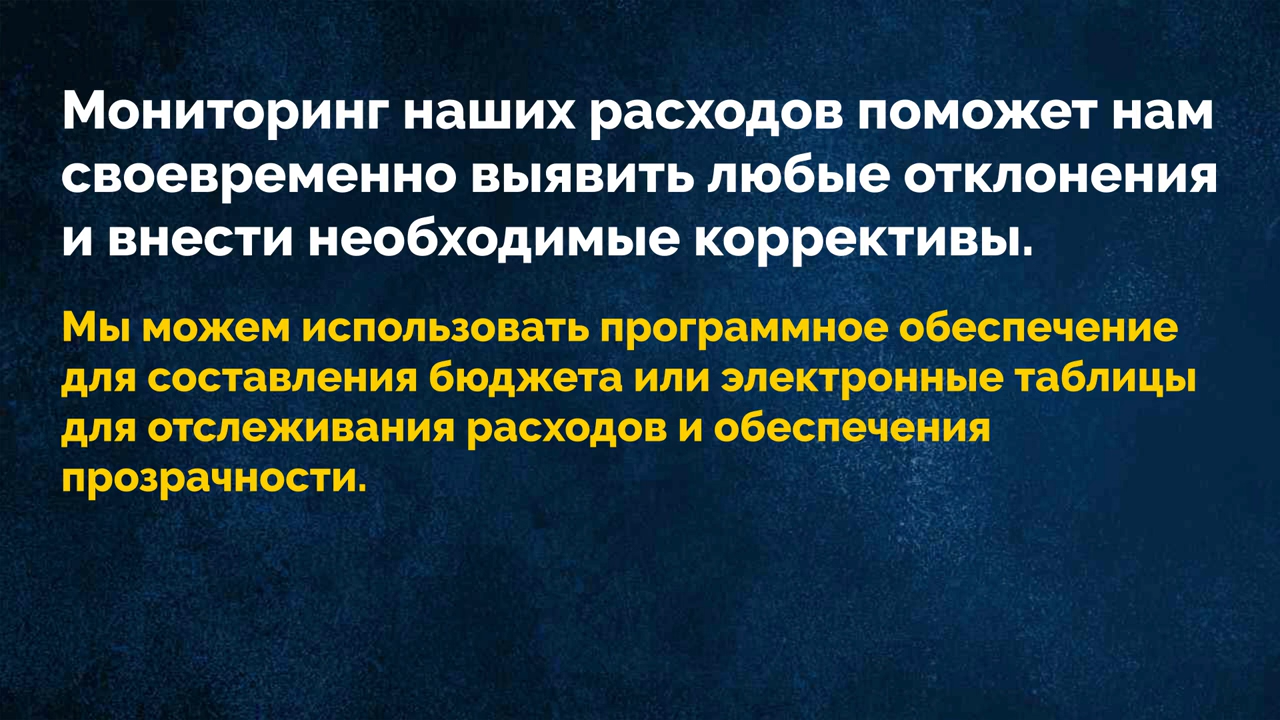 Мониторинг наших расходов поможет нам
своевременно выявить любые отклонения
и внести необходимые коррективы.
Мы можем использовать программное обеспечение
для составления бюджета или электронные таблицы
для отслеживания расходов и обеспечения
прозрачности.